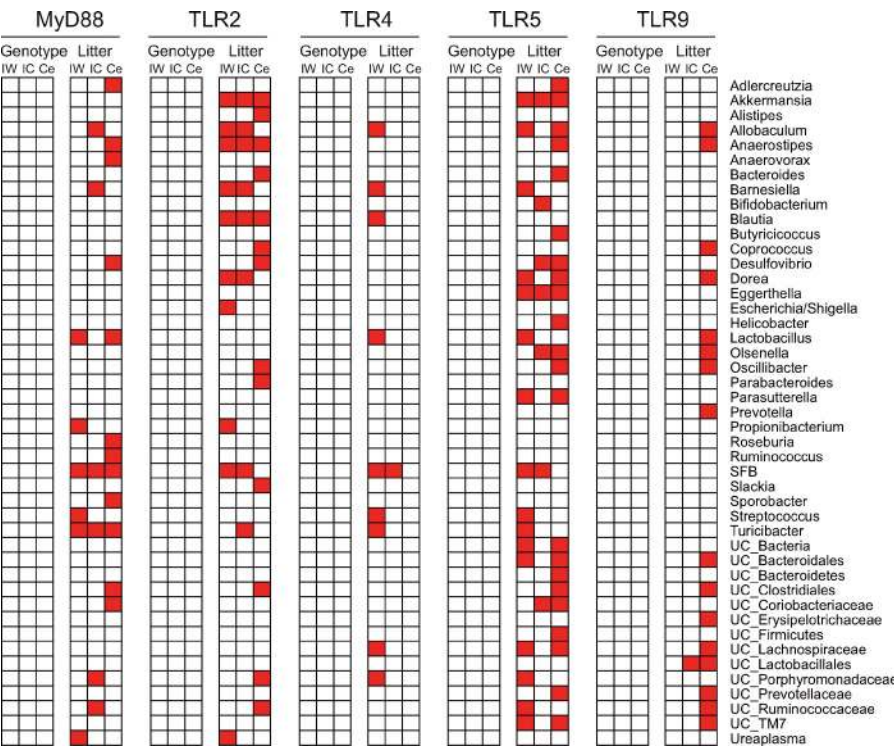 MyD88 TLR2 TLR4 TLR5 TLR9
Genotype Litter Genotype Litter Genotype Litter Genotype Litter Genotype Litter
IW IC Ce IW IC Ce IW IC Ce IW IC Ce IW IC Ce IW IC Ce IW IC Ce IW IC Ce IW IC Ce IW IC Ce
Adlercreutzia
Akkermansia
Alistipes
Allobaculum
Anaerostipes
Anaerovorax
Bacteroides
Barnesiella
Bifidobacterium
Blautia
Butyricicoccus
Coprococcus
Desulfovibrio
Dorea
Eggerthella
Escherichia/Shigella
Helicobacter
Lactobacillus
Olsenella
Oscillibacter
Parabacteroides
Parasutterella
Prevotella
Propionibacterium
Roseburia
Ruminococcus
SFB
Slackia
Sporobacter
Streptococcus
Turicibacter
UC_Bacteria
UC_Bacteroidales
UC_Bacteroidetes
UC_Clostridiales
UC_Coriobacteriaceae
UC_Erysipelotrichaceae
UC_Firmicutes
UC_Lachnospiraceae
UC_Lactobacillales
UC_Porphyromonadaceae
UC_Prevotellaceae
UC_Ruminococcaceae
UC_TM7
Ureaplasma